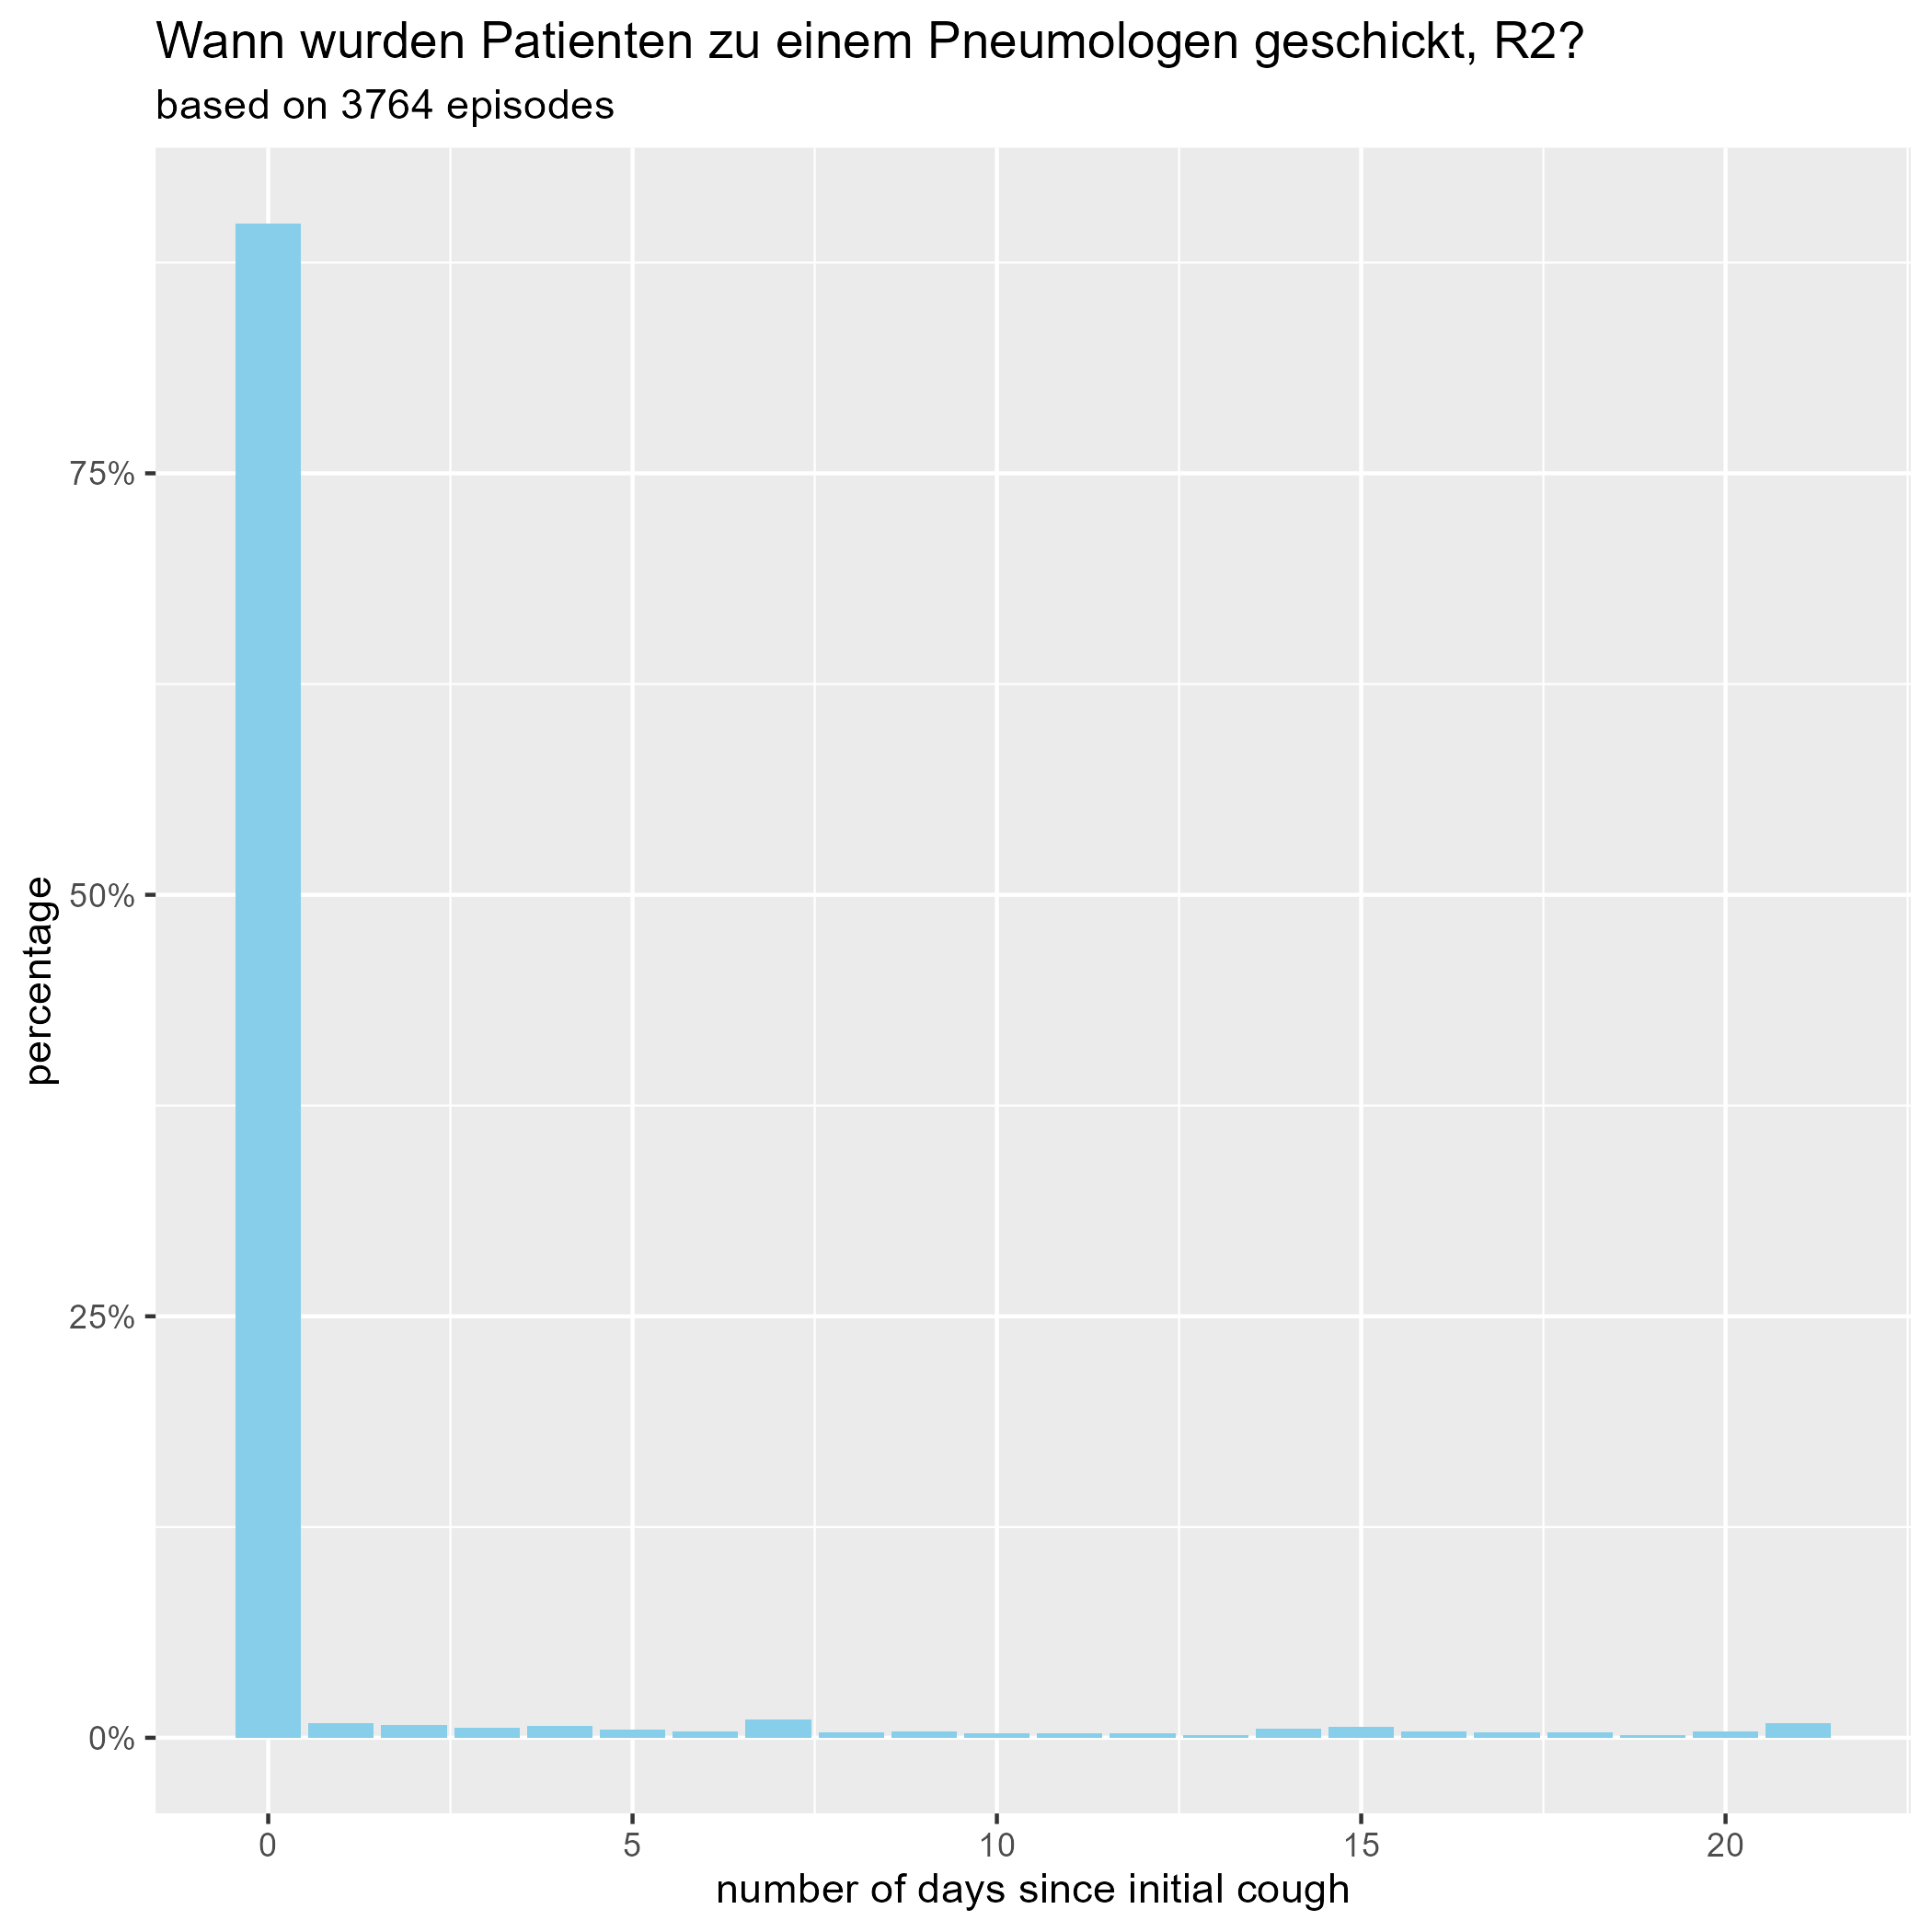 Wann wurden Patienten zu einem Pneumologen geschickt, R2?
based on 3764 episodes
percentage
75%
50%
25%
0%
0 5 10 15 20
number of days since initial cough